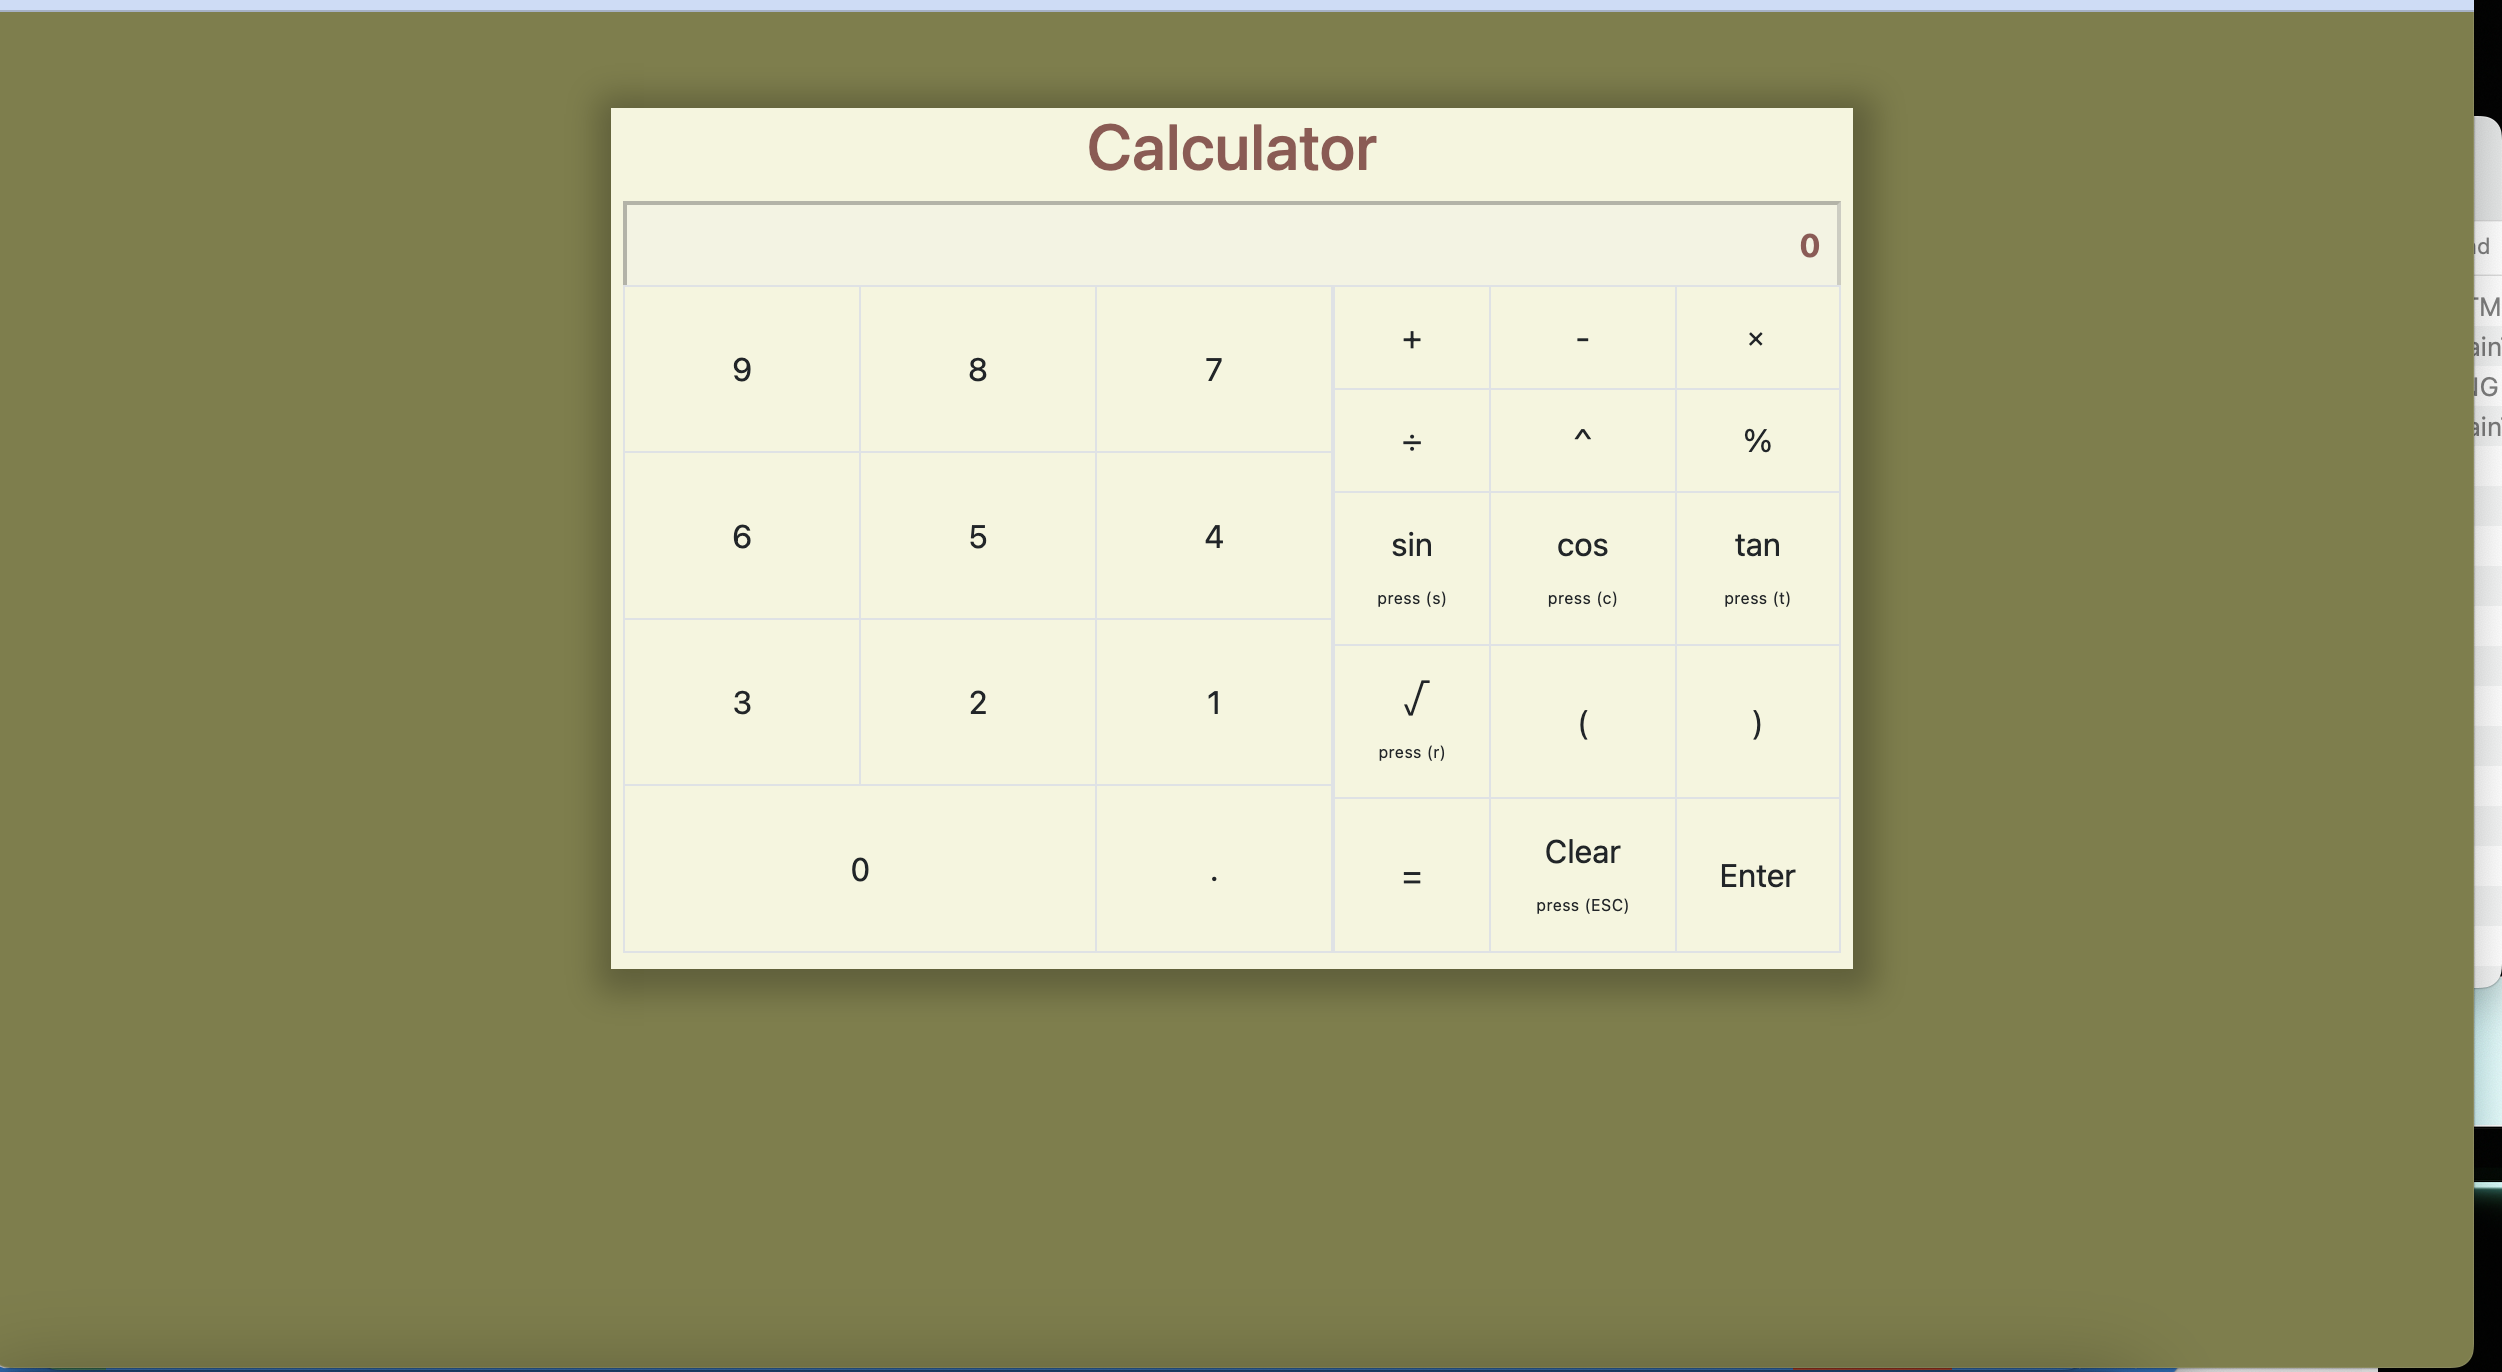 Calculator
0
9 8 7
+ - ×
÷ ^ %
6 5 4
sin cos tan
press (s) press (c) press (t)
3 2 1
√ ( )
press (r)
0 .
= Clear Enter
press (ESC)